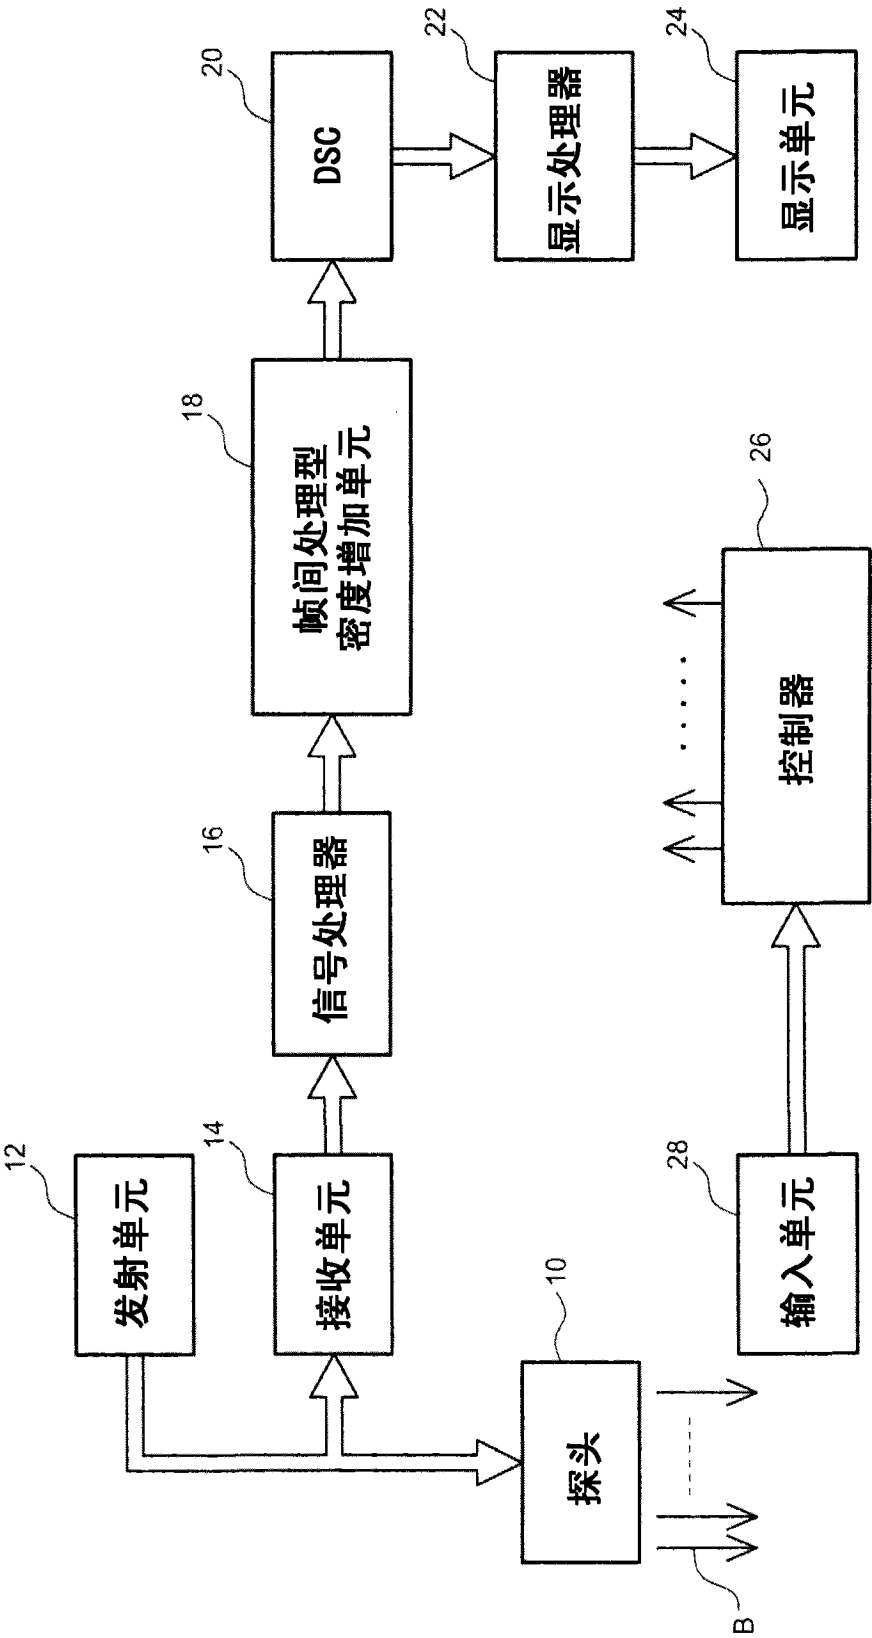 12
发射单元
14
接收单元
16
信号处理器
18
帧间处理型
密度增加单元
20
DSC
22
显示处理器
24
显示单元
10
探头
B
28
输入单元
26
控制器